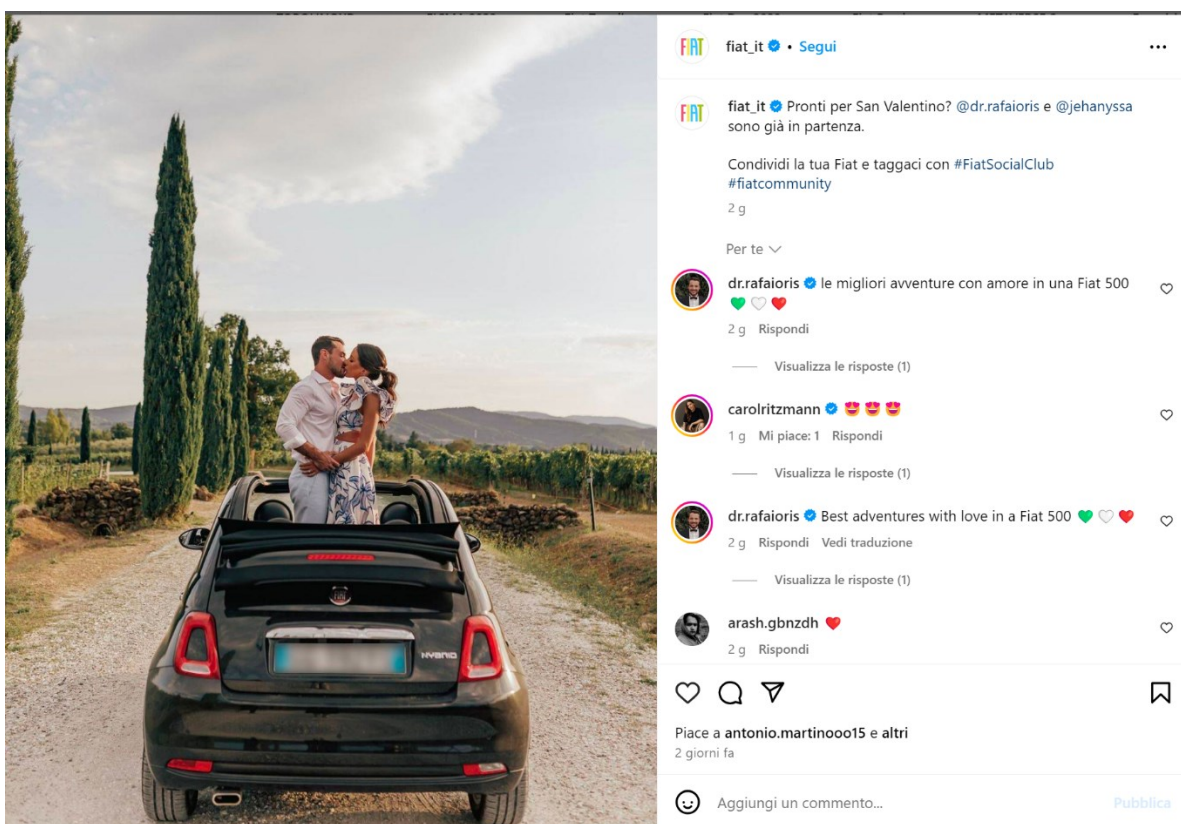 FIAT
fiat_it • Segui
FIAT
fiat_it Pronti per San Valentino? @dr.rafaioris e @jehanyssa
sono già in partenza.
Condividi la tua Fiat e taggaci con #FiatSocialClub
#fiatcommunity
2 g
Per te
dr.rafaioris le migliori avventure con amore in una Fiat 500
💚🤍❤️
2 g Rispondi
Visualizza le risposte (1)
carolritzmann 😍😍😍
1 g Mi piace: 1 Rispondi
Visualizza le risposte (1)
dr.rafaioris Best adventures with love in a Fiat 500 💚🤍❤️
2 g Rispondi Vedi traduzione
Visualizza le risposte (1)
arash.gbnzdh ❤️
2 g Rispondi
Piace a antonio.martinooo15 e altri
2 giorni fa
Aggiungi un commento...
Pubblica
FIAT
HYBRID